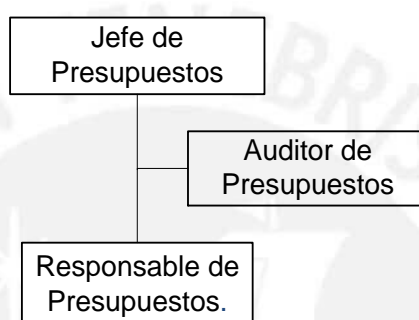 Jefe de
Presupuestos
Auditor de
Presupuestos
Responsable de
Presupuestos.